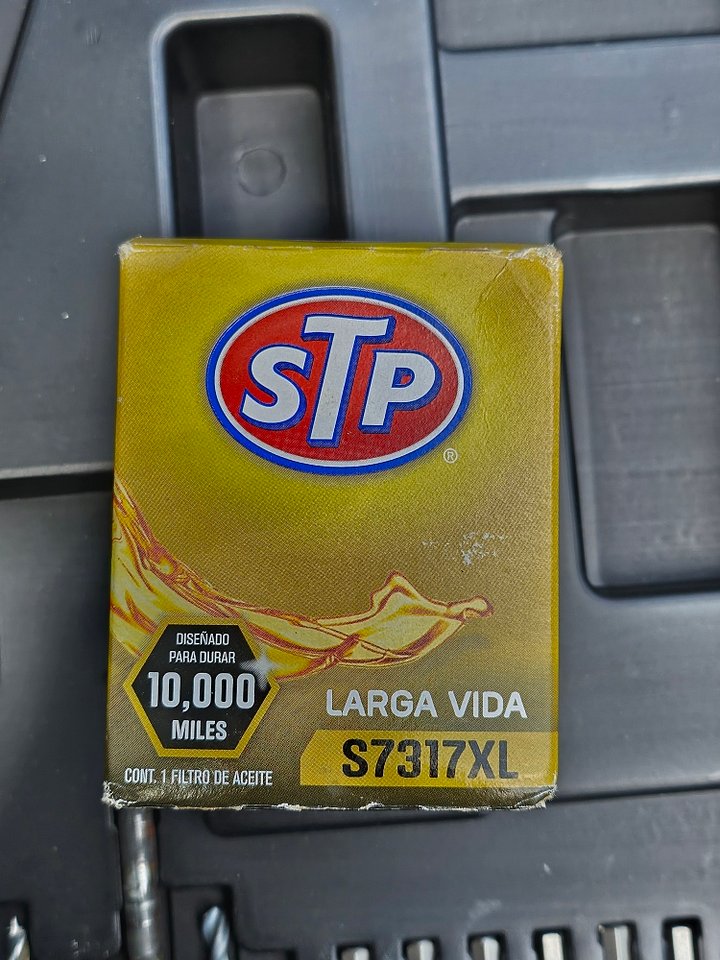 STP
®
DISEÑADO
PARA DURAR
10,000
MILES
LARGA VIDA
S7317XL
CONT. 1 FILTRO DE ACEITE